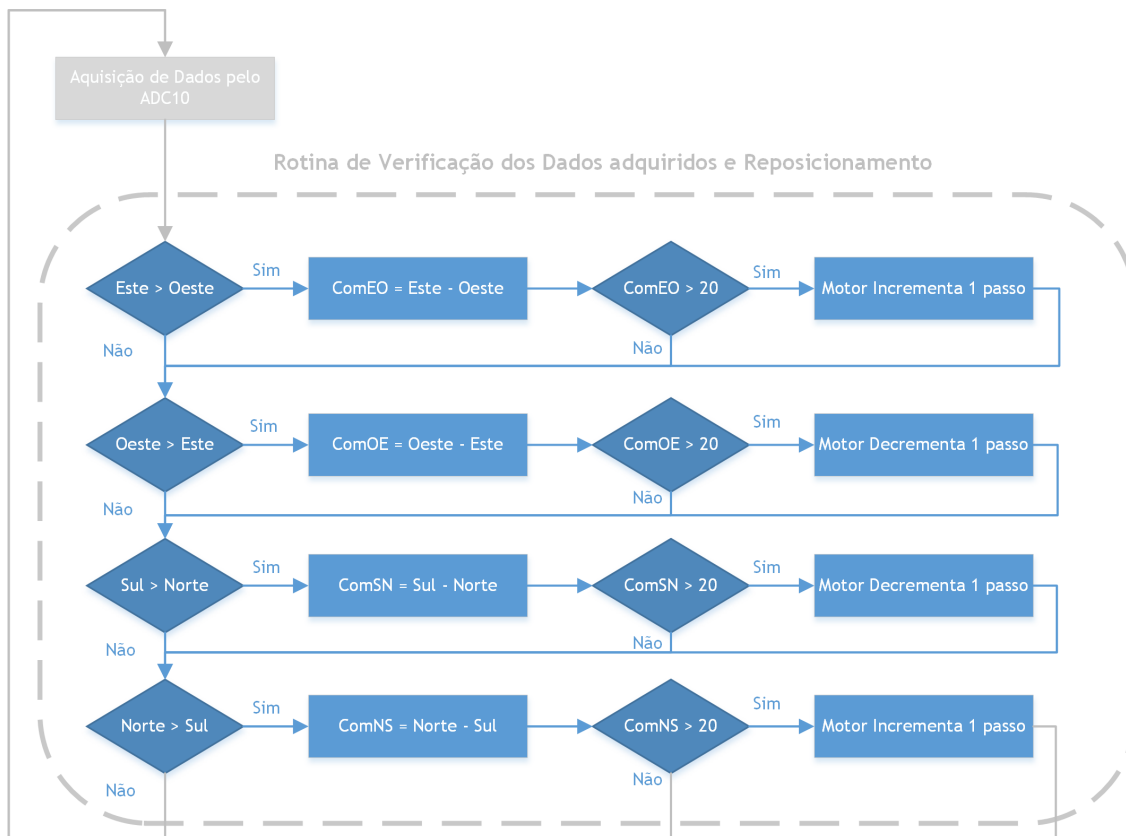 Aquisição de Dados pelo
ADC10
Rotina de Verificação dos Dados adquiridos e Reposicionamento
Este > Oeste
Sim
ComEO = Este - Oeste
ComEO > 20
Sim
Motor Incrementa 1 passo
Não
Não
Oeste > Este
Sim
ComOE = Oeste - Este
ComOE > 20
Sim
Motor Decrementa 1 passo
Não
Não
Sul > Norte
Sim
ComSN = Sul - Norte
ComSN > 20
Sim
Motor Decrementa 1 passo
Não
Não
Norte > Sul
Sim
ComNS = Norte - Sul
ComNS > 20
Sim
Motor Incrementa 1 passo
Não
Não